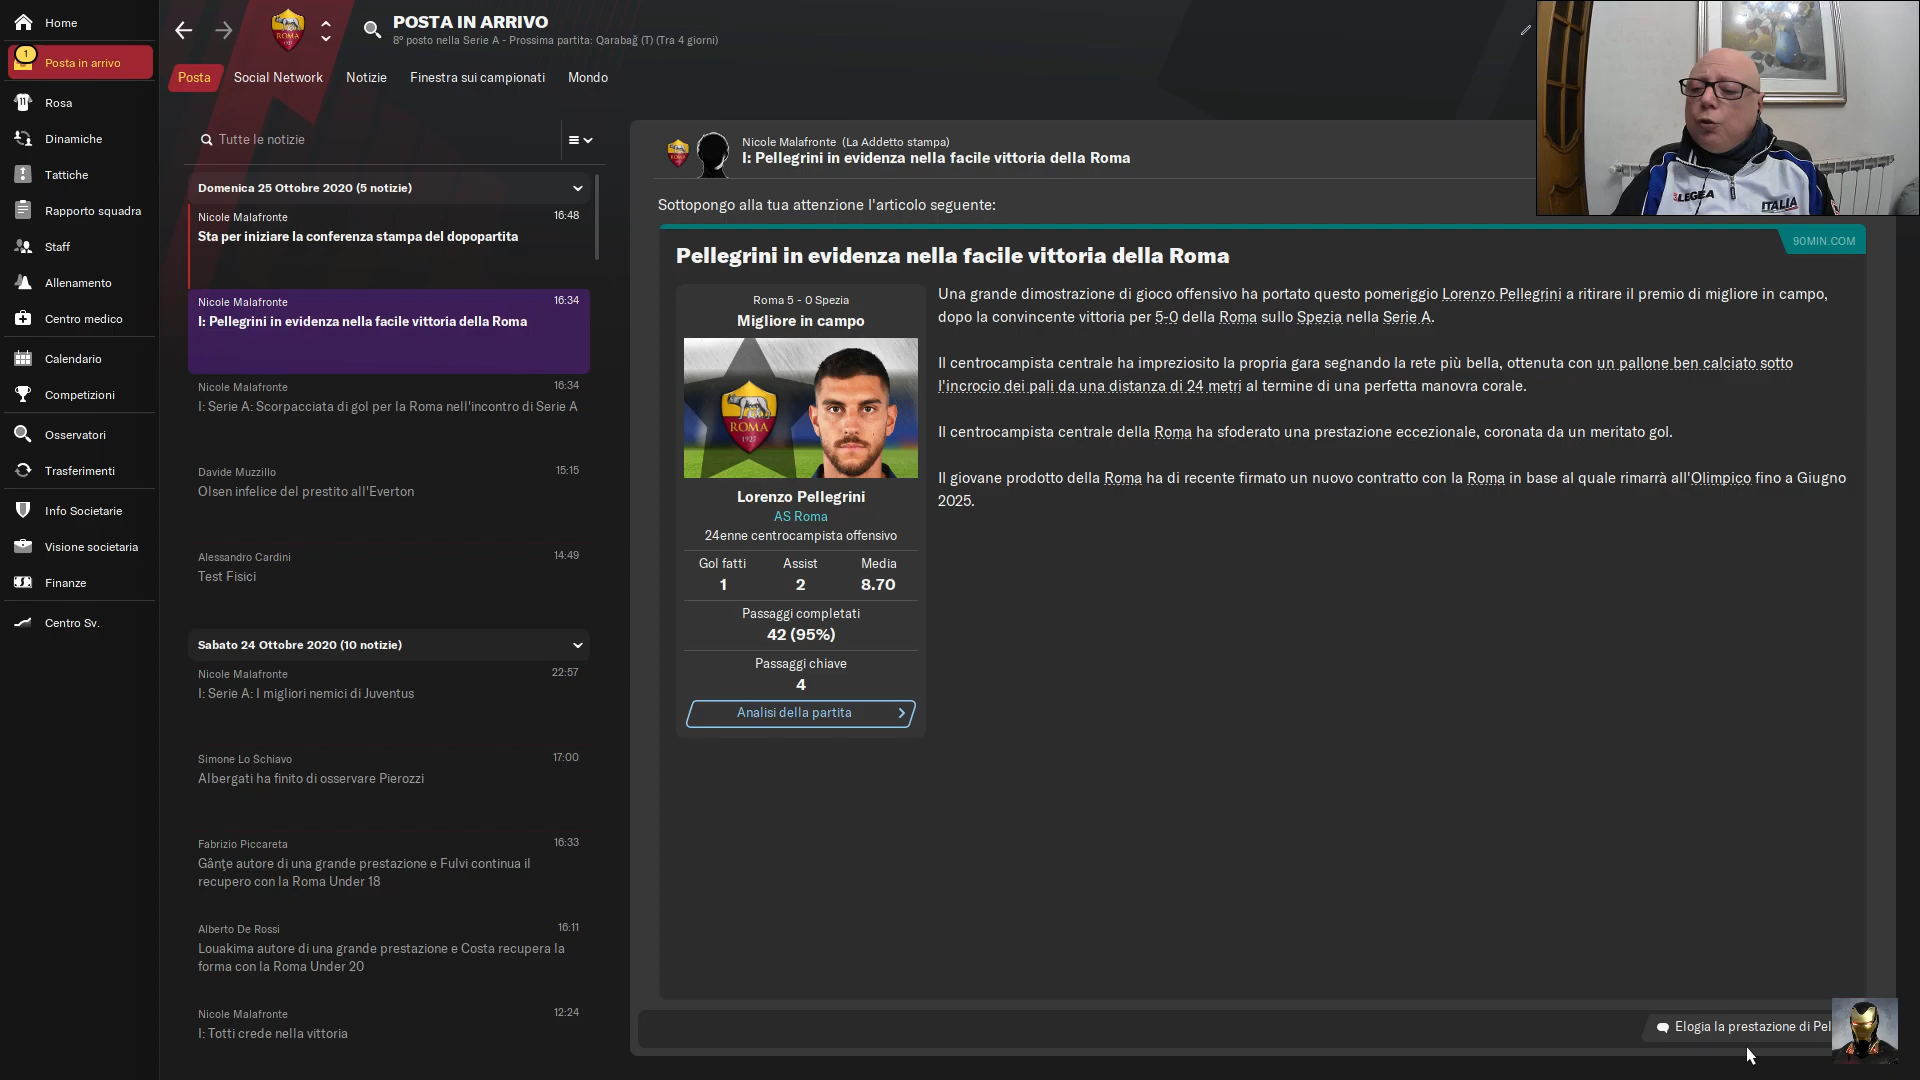 Home
1
Posta in arrivo
Rosa
Dinamiche
Tattiche
Rapporto squadra
Staff
Allenamento
Centro medico
Calendario
Competizioni
Osservatori
Trasferimenti
Info Societarie
Visione societaria
Finanze
Centro Sv.
ROMA
1927
POSTA IN ARRIVO
8° posto nella Serie A - Prossima partita: Qarabağ (T) (Tra 4 giorni)
Posta
Social Network
Notizie
Finestra sui campionati
Mondo
Tutte le notizie
Domenica 25 Ottobre 2020 (5 notizie)
Nicole Malafronte 16:48
Sta per iniziare la conferenza stampa del dopopartita
Nicole Malafronte 16:34
I: Pellegrini in evidenza nella facile vittoria della Roma
Nicole Malafronte 16:34
I: Serie A: Scorpacciata di gol per la Roma nell'incontro di Serie A
Davide Muzzillo 15:15
Olsen infelice del prestito all'Everton
Alessandro Cardini 14:49
Test Fisici
Sabato 24 Ottobre 2020 (10 notizie)
Nicole Malafronte 22:57
I: Serie A: I migliori nemici di Juventus
Simone Lo Schiavo 17:00
Albergati ha finito di osservare Pierozzi
Fabrizio Piccareta 16:33
Gânţe autore di una grande prestazione e Fulvi continua il
recupero con la Roma Under 18
Alberto De Rossi 16:11
Louakima autore di una grande prestazione e Costa recupera la
forma con la Roma Under 20
Nicole Malafronte 12:24
I: Totti crede nella vittoria
Nicole Malafronte (La Addetto stampa)
I: Pellegrini in evidenza nella facile vittoria della Roma
Sottopongo alla tua attenzione l'articolo seguente:
90MIN.COM
Pellegrini in evidenza nella facile vittoria della Roma
Roma 5 - 0 Spezia
Migliore in campo
ROMA
1927
Lorenzo Pellegrini
AS Roma
24enne centrocampista offensivo
Gol fatti Assist Media
1 2 8.70
Passaggi completati
42 (95%)
Passaggi chiave
4
Analisi della partita
Una grande dimostrazione di gioco offensivo ha portato questo pomeriggio Lorenzo Pellegrini a ritirare il premio di migliore in campo,
dopo la convincente vittoria per 5-0 della Roma sullo Spezia nella Serie A.
Il centrocampista centrale ha impreziosito la propria gara segnando la rete più bella, ottenuta con un pallone ben calciato sotto
l'incrocio dei pali da una distanza di 24 metri al termine di una perfetta manovra corale.
Il centrocampista centrale della Roma ha sfoderato una prestazione eccezionale, coronata da un meritato gol.
Il giovane prodotto della Roma ha di recente firmato un nuovo contratto con la Roma in base al quale rimarrà all'Olimpico fino a Giugno
2025.
Elogia la prestazione di Pel
LEGEA
ITALIA